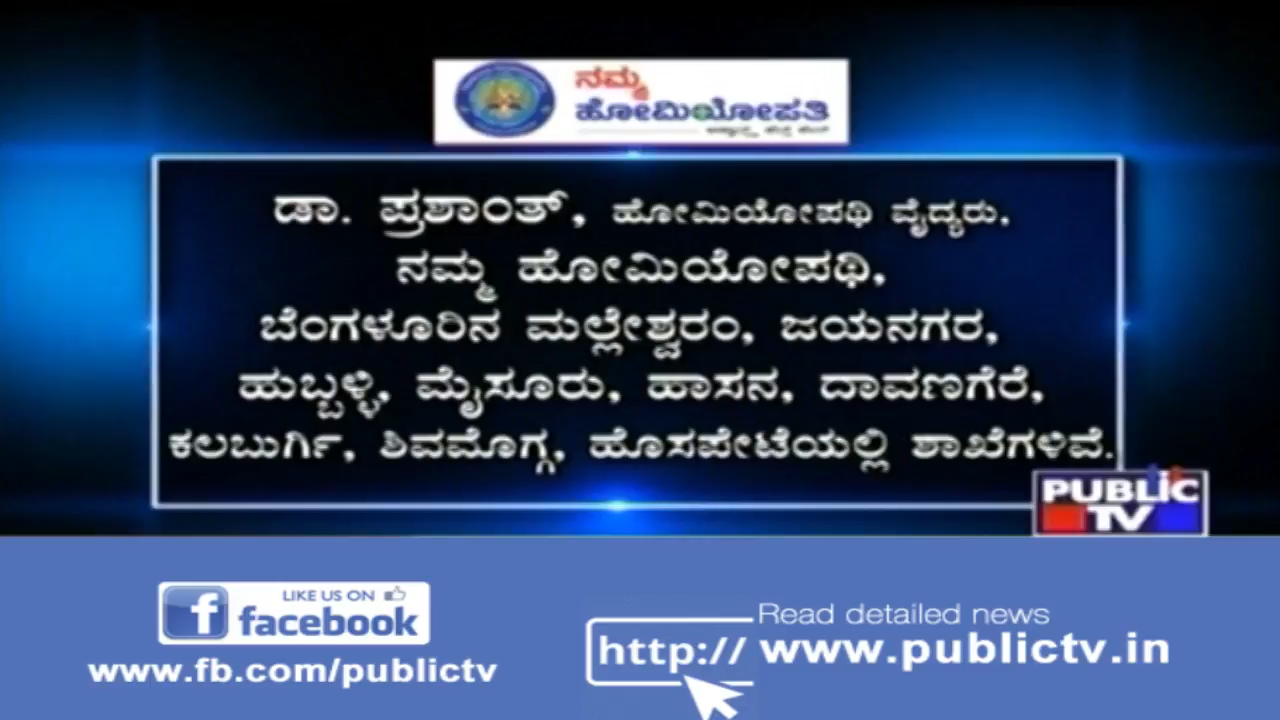 ನಮ್ಮ
ಹೋಮಿಯೋಪತಿ
ಡಾ. ಪ್ರಶಾಂತ್, ಹೋಮಿಯೋಪಥಿ ವೈದ್ಯರು,
ನಮ್ಮ ಹೋಮಿಯೋಪಥಿ,
ಬೆಂಗಳೂರಿನ ಮಲ್ಲೇಶ್ವರಂ, ಜಯನಗರ,
ಹುಬ್ಬಳ್ಳಿ, ಮೈಸೂರು, ಹಾಸನ, ದಾವಣಗೆರೆ,
ಕಲಬುರ್ಗಿ, ಶಿವಮೊಗ್ಗ, ಹೊಸಪೇಟೆಯಲ್ಲಿ ಶಾಖೆಗಳಿವೆ.
PUBLiC
TV
LIKE US ON
facebook
www.fb.com/publictv
Read detailed news
http:// www.publictv.in